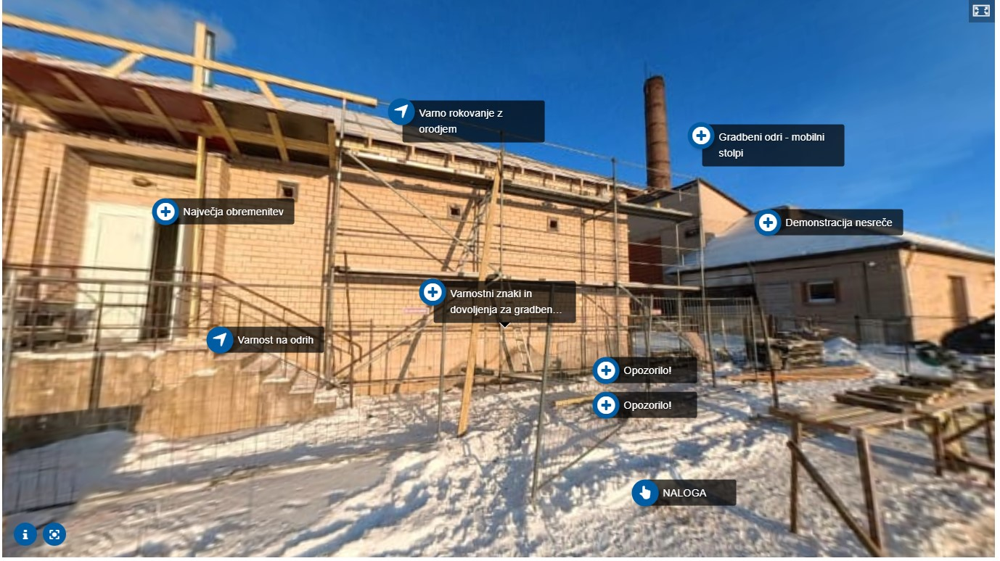 Varno rokovanje z
orodjem
Gradbeni odri - mobilni
stolpi
Največja obremenitev
Demonstracija nesreče
Varnostni znaki in
dovoljenja za gradben...
Varnost na odrih
Opozorilo!
Opozorilo!
NALOGA